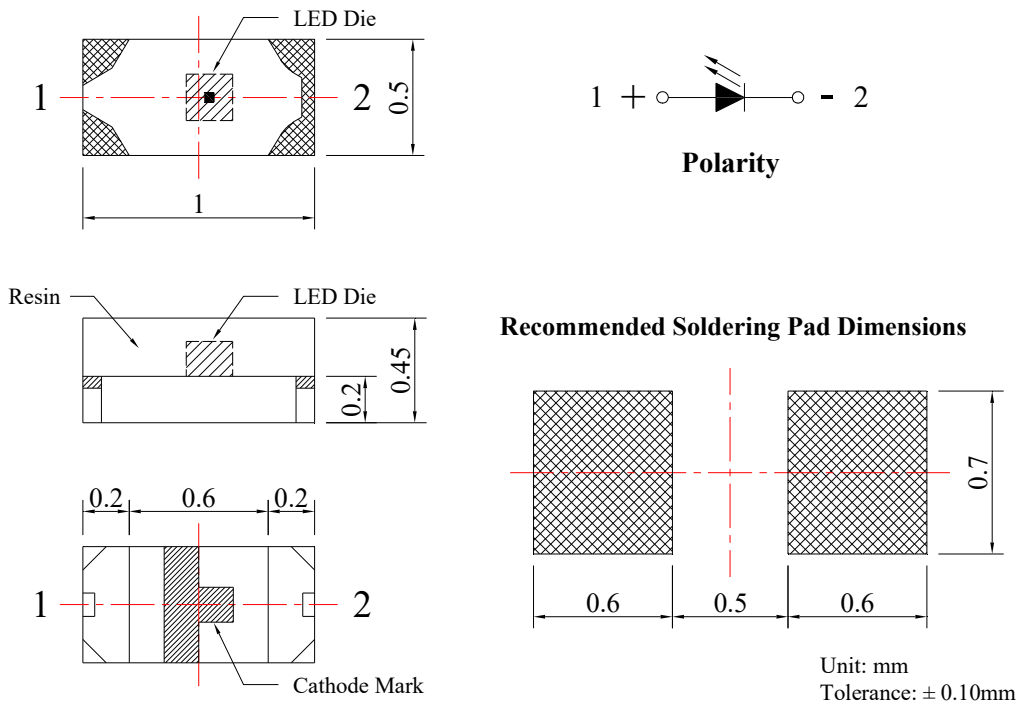 LED Die
1
2
0.5
1
1 + - 2
Polarity
Resin
LED Die
0.45
0.2
Recommended Soldering Pad Dimensions
0.2
0.6
0.2
1
2
Cathode Mark
0.7
0.6
0.5
0.6
Unit: mm
Tolerance: ± 0.10mm